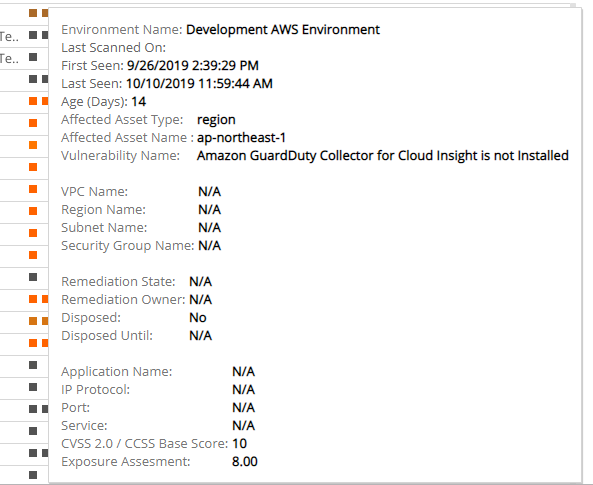 Environment Name: Development AWS Environment
Te..
Last Scanned On:
Te..
First Seen: 9/26/2019 2:39:29 PM
Last Seen: 10/10/2019 11:59:44 AM
Age (Days): 14
Affected Asset Type: region
Affected Asset Name : ap-northeast-1
Vulnerability Name: Amazon GuardDuty Collector for Cloud Insight is not Installed
VPC Name: N/A
Region Name: N/A
Subnet Name: N/A
Security Group Name: N/A
Remediation State: N/A
Remediation Owner: N/A
Disposed: No
Disposed Until: N/A
Application Name: N/A
IP Protocol: N/A
Port: N/A
Service: N/A
CVSS 2.0 / CCSS Base Score: 10
Exposure Assesment: 8.00